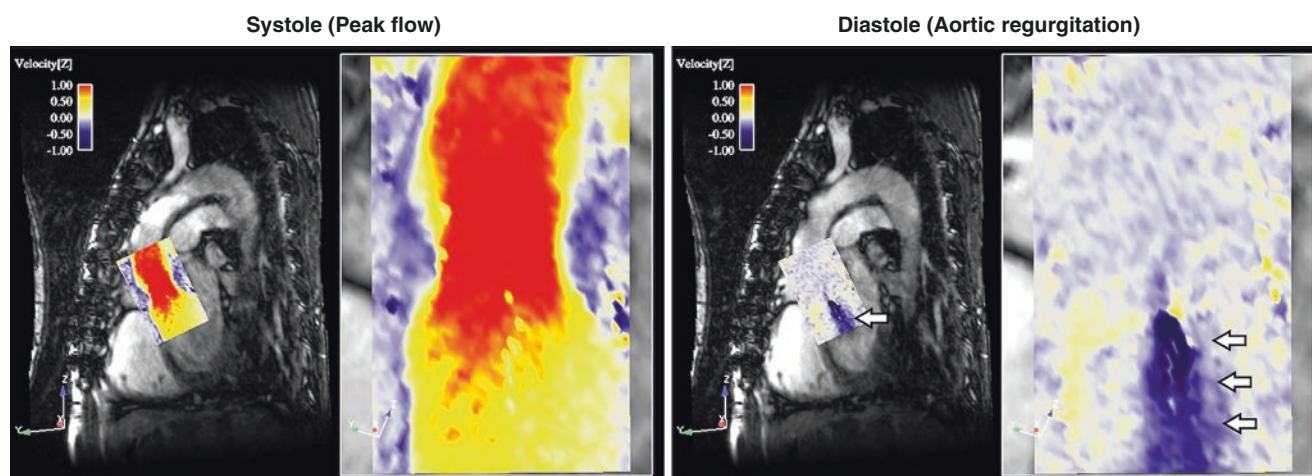 Systole (Peak flow)
Velocity[Z]
1.00
0.50
0.00
-0.50
-1.00
Z
Y
X
Z
Diastole (Aortic regurgitation)
Velocity[Z]
1.00
0.50
0.00
-0.50
-1.00
Z
Y
X
Z